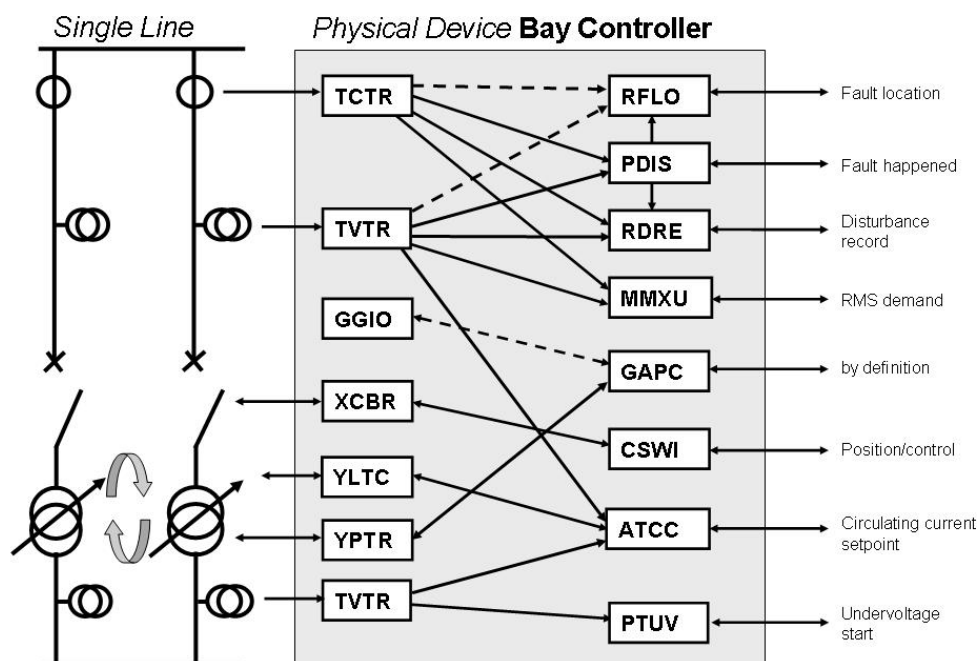 Single Line
Physical Device Bay Controller
TCTR
RFLO
Fault location
PDIS
Fault happened
TVTR
RDRE
Disturbance
record
MMXU
RMS demand
GGIO
GAPC
by definition
XCBR
CSWI
Position/control
YLTC
ATCC
Circulating current
setpoint
YPTR
TVTR
PTUV
Undervoltage
start